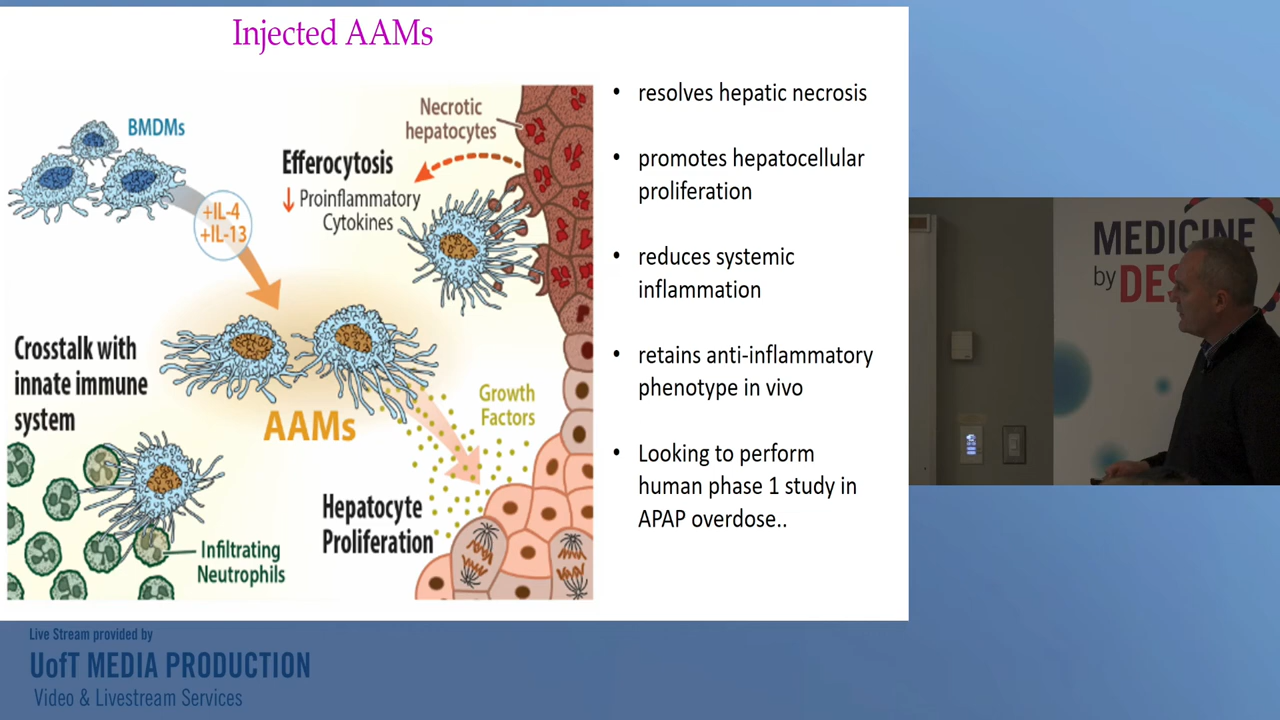 Injected AAMs
BMDMs
+IL-4
+IL-13
Necrotic
hepatocytes
Efferocytosis
↓ Proinflammatory
Cytokines
Crosstalk with
innate immune
system
AAMs
Growth
Factors
Hepatocyte
Proliferation
Infiltrating
Neutrophils
• resolves hepatic necrosis
• promotes hepatocellular
proliferation
• reduces systemic
inflammation
• retains anti-inflammatory
phenotype in vivo
• Looking to perform
human phase 1 study in
APAP overdose..
MEDICINE
by DES
Live Stream provided by
UofT MEDIA PRODUCTION
Video & Livestream Services